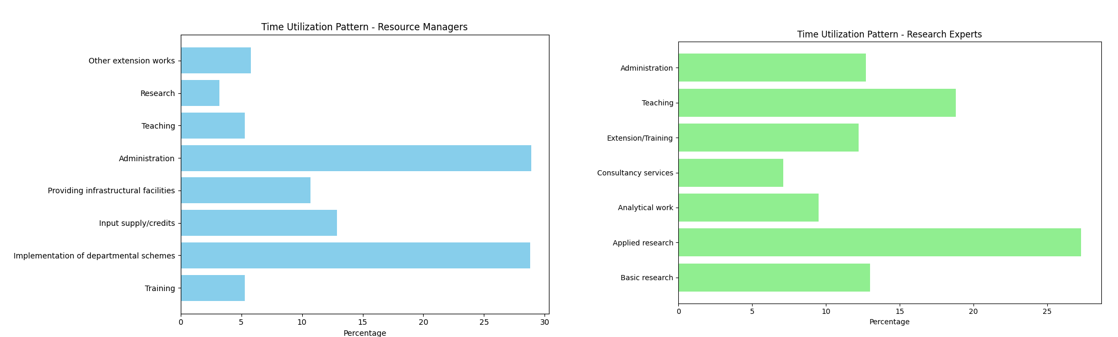 Time Utilization Pattern - Resource Managers
Other extension works
Research
Teaching
Administration
Providing infrastructural facilities
Input supply/credits
Implementation of departmental schemes
Training
0 5 10 15 20 25 30
Percentage
Time Utilization Pattern - Research Experts
Administration
Teaching
Extension/Training
Consultancy services
Analytical work
Applied research
Basic research
0 5 10 15 20 25
Percentage